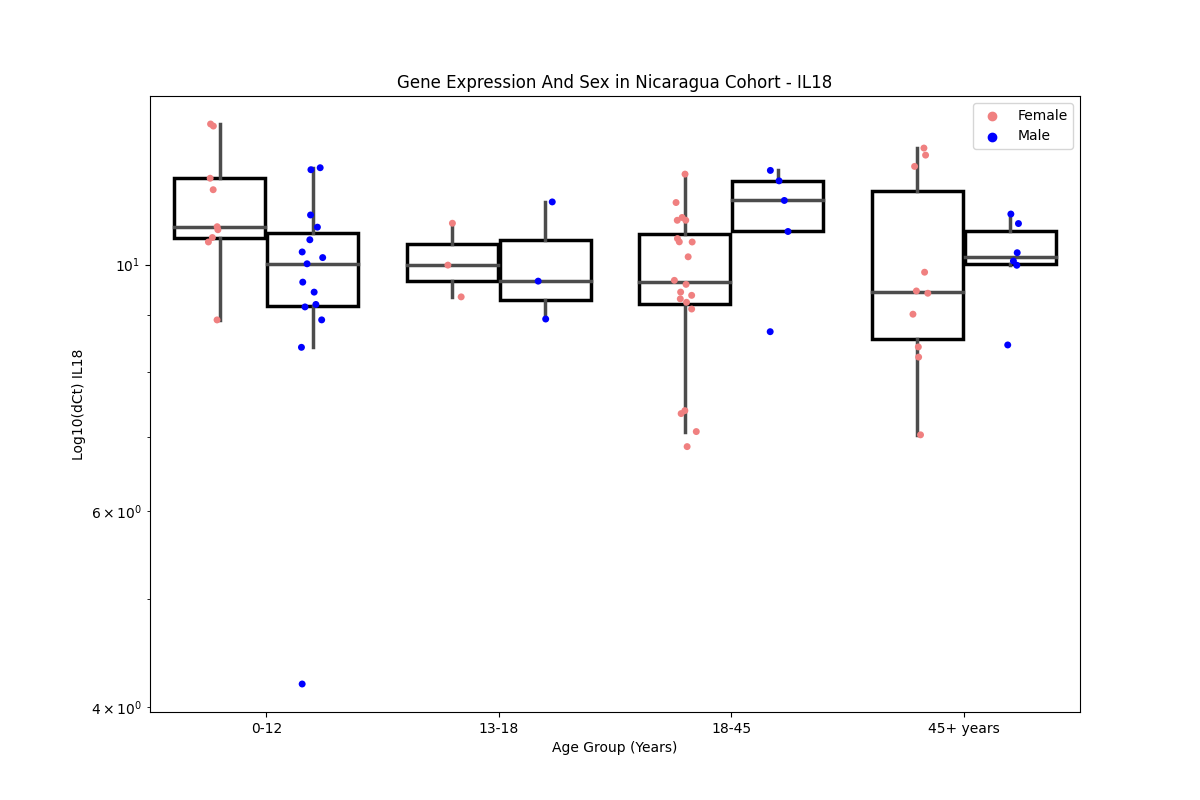 Gene Expression And Sex in Nicaragua Cohort - IL18
Female
Male
Log10(dCt) IL18
10¹
6 × 10⁰
4 × 10⁰
0-12
13-18
18-45
45+ years
Age Group (Years)